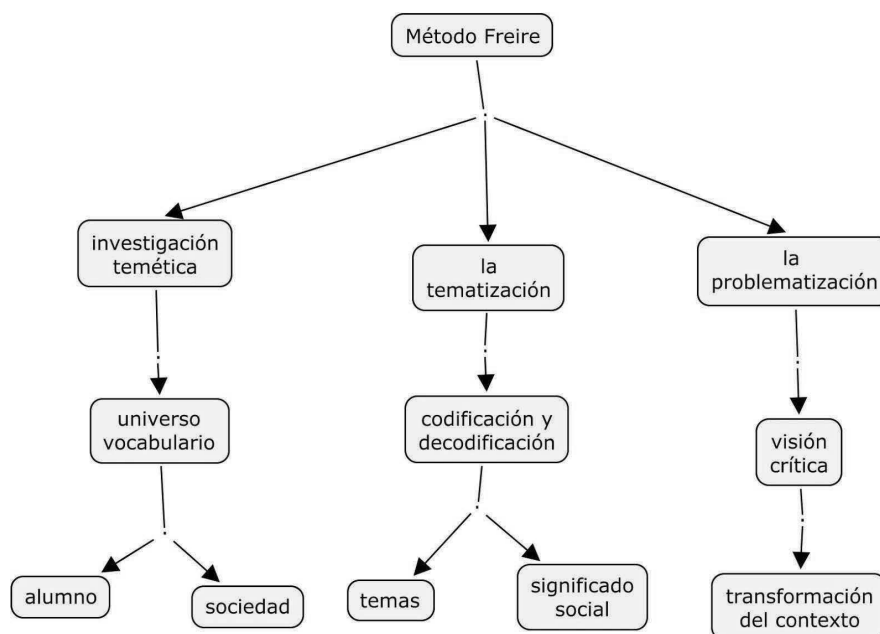 Método Freire
investigación
temética
la
tematización
la
problematización
universo
vocabulario
codificación y
decodificación
visión
crítica
alumno
sociedad
temas
significado
social
transformación
del contexto